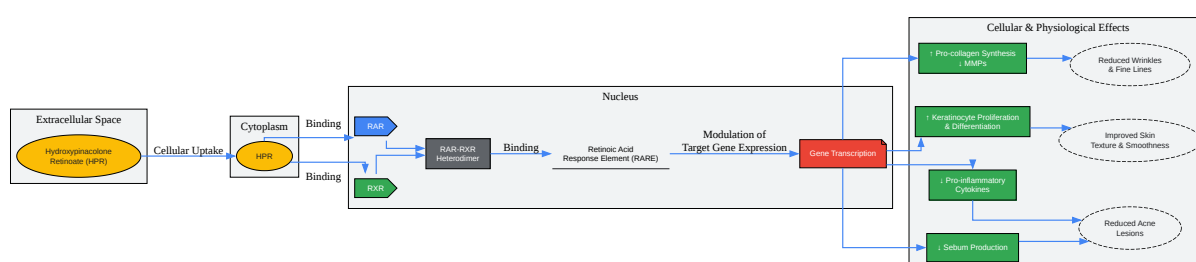 Extracellular Space
Hydroxypinacolone
Retinoate (HPR)
Cellular Uptake
Cytoplasm
HPR
Binding
Binding
Nucleus
RAR
RXR
RAR-RXR
Heterodimer
Binding
Retinoic Acid
Response Element (RARE)
Modulation of
Target Gene Expression
Gene Transcription
Cellular & Physiological Effects
↑ Pro-collagen Synthesis
↓ MMPs
Reduced Wrinkles
& Fine Lines
↑ Keratinocyte Proliferation
& Differentiation
Improved Skin
Texture & Smoothness
↓ Pro-inflammatory
Cytokines
Reduced Acne
Lesions
↓ Sebum Production